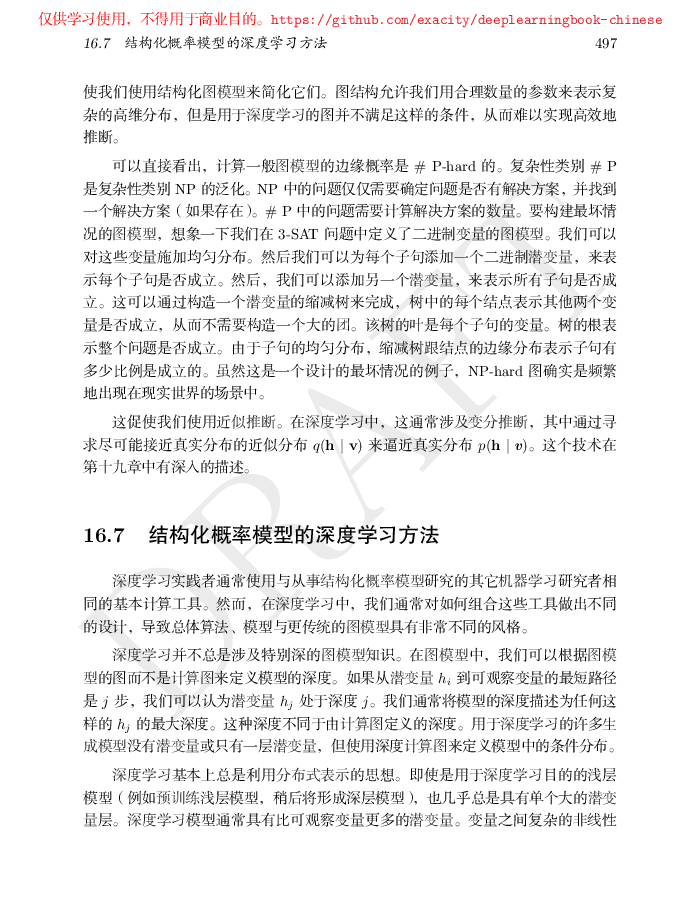 仅供学习使用，不得用于商业目的。https://github.com/exacity/deeplearningbook-chinese
16.7 结构化概率模型的深度学习方法 497
使我们使用结构化图模型来简化它们。图结构允许我们用合理数量的参数来表示复
杂的高维分布，但是用于深度学习的图并不满足这样的条件，从而难以实现高效地
推断。
可以直接看出，计算一般图模型的边缘概率是 # P-hard 的。复杂性类别 # P
是复杂性类别 NP 的泛化。NP 中的问题仅仅需要确定问题是否有解决方案，并找到
一个解决方案（如果存在）。# P 中的问题需要计算解决方案的数量。要构建最坏情
况的图模型，想象一下我们在 3-SAT 问题中定义了二进制变量的图模型。我们可以
对这些变量施加均匀分布。然后我们可以为每个子句添加一个二进制潜变量，来表
示每个子句是否成立。然后，我们可以添加另一个潜变量，来表示所有子句是否成
立。这可以通过构造一个潜变量的缩减树来完成，树中的每个结点表示其他两个变
量是否成立，从而不需要构造一个大的团。该树的叶是每个子句的变量。树的根表
示整个问题是否成立。由于子句的均匀分布，缩减树跟结点的边缘分布表示子句有
多少比例是成立的。虽然这是一个设计的最坏情况的例子，NP-hard 图确实是频繁
地出现在现实世界的场景中。
这促使我们使用近似推断。在深度学习中，这通常涉及变分推断，其中通过寻
求尽可能接近真实分布的近似分布 q(h | v) 来逼近真实分布 p(h | v)。这个技术在
第十九章中有深入的描述。
16.7 结构化概率模型的深度学习方法
深度学习实践者通常使用与从事结构化概率模型研究的其它机器学习研究者相
同的基本计算工具。然而，在深度学习中，我们通常对如何组合这些工具做出不同
的设计，导致总体算法、模型与更传统的图模型具有非常不同的风格。
深度学习并不总是涉及特别深的图模型知识。在图模型中，我们可以根据图模
型的图而不是计算图来定义模型的深度。如果从潜变量 hᵢ 到可观察变量的最短路径
是 j 步，我们可以认为潜变量 hⱼ 处于深度 j。我们通常将模型的深度描述为任何这
样的 hⱼ 的最大深度。这种深度不同于由计算图定义的深度。用于深度学习的许多生
成模型没有潜变量或只有一层潜变量，但使用深度计算图来定义模型中的条件分布。
深度学习基本上总是利用分布式表示的思想。即使是用于深度学习目的的浅层
模型（例如预训练浅层模型，稍后将形成深层模型），也几乎总是具有单个大的潜变
量层。深度学习模型通常具有比可观察变量更多的潜变量。变量之间复杂的非线性
DRAFT